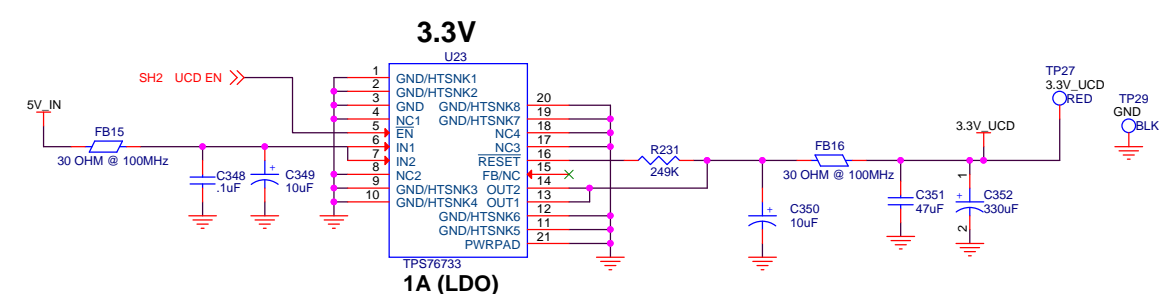 3.3V
U23
SH2 UCD EN
5V_IN
FB15
30 OHM @ 100MHz
C348
.1uF
C349
10uF
1 GND/HTSNK1
2 GND/HTSNK2
3 GND
4 NC1
5 EN
6 IN1
7 IN2
8 NC2
9 GND/HTSNK3
10 GND/HTSNK4
GND/HTSNK8 20
GND/HTSNK7 19
NC4 18
NC3 17
RESET 16
FB/NC 15
OUT2 14
OUT1 13
GND/HTSNK6 12
GND/HTSNK5 11
PWRPAD 21
TPS76733
1A (LDO)
R231
249K
C350
10uF
+
+
FB16
30 OHM @ 100MHz
C351
47uF
3.3V_UCD
1
+
C352
330uF
2
TP27
3.3V_UCD
RED
TP29
GND
BLK